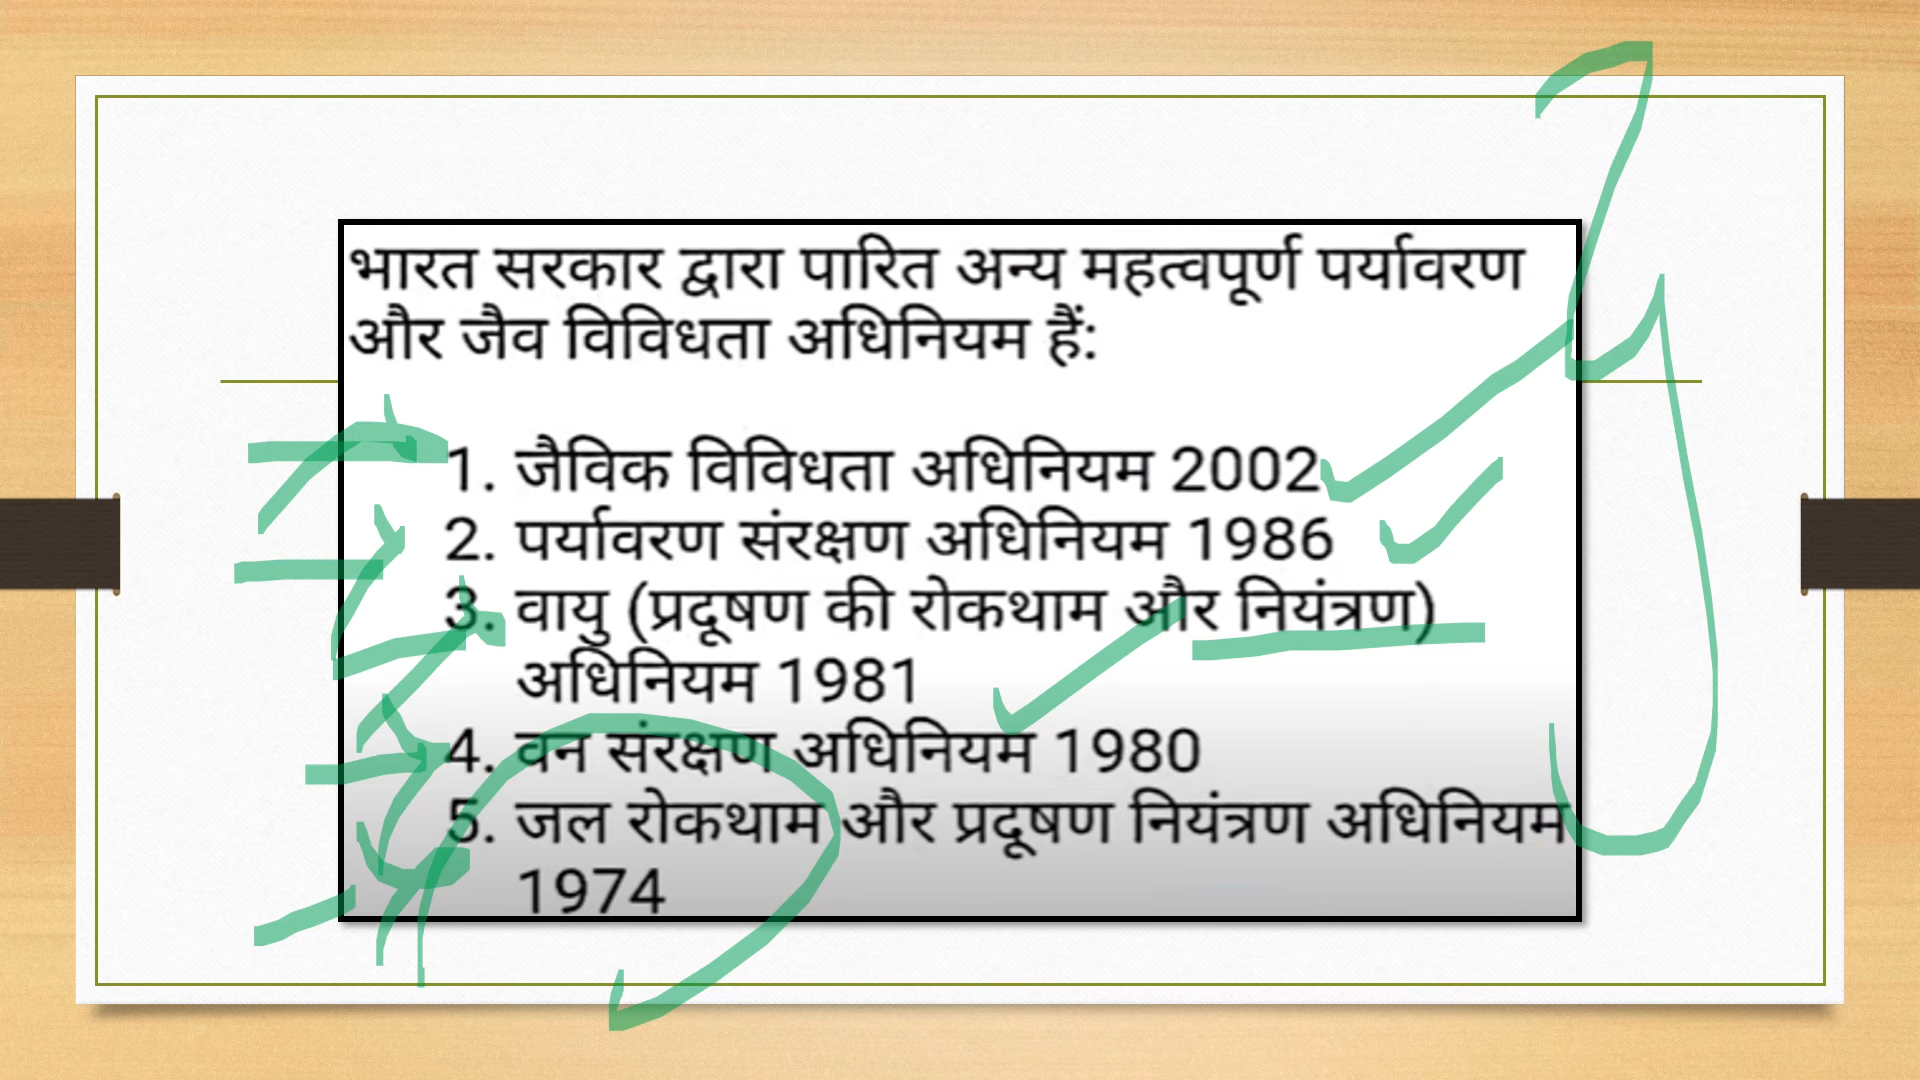 भारत सरकार द्वारा पारित अन्य महत्वपूर्ण पर्यावरण
और जैव विविधता अधिनियम हैं:
1. जैविक विविधता अधिनियम 2002
2. पर्यावरण संरक्षण अधिनियम 1986
3. वायु (प्रदूषण की रोकथाम और नियंत्रण)
अधिनियम 1981
4. वन संरक्षण अधिनियम 1980
5. जल रोकथाम और प्रदूषण नियंत्रण अधिनियम
1974